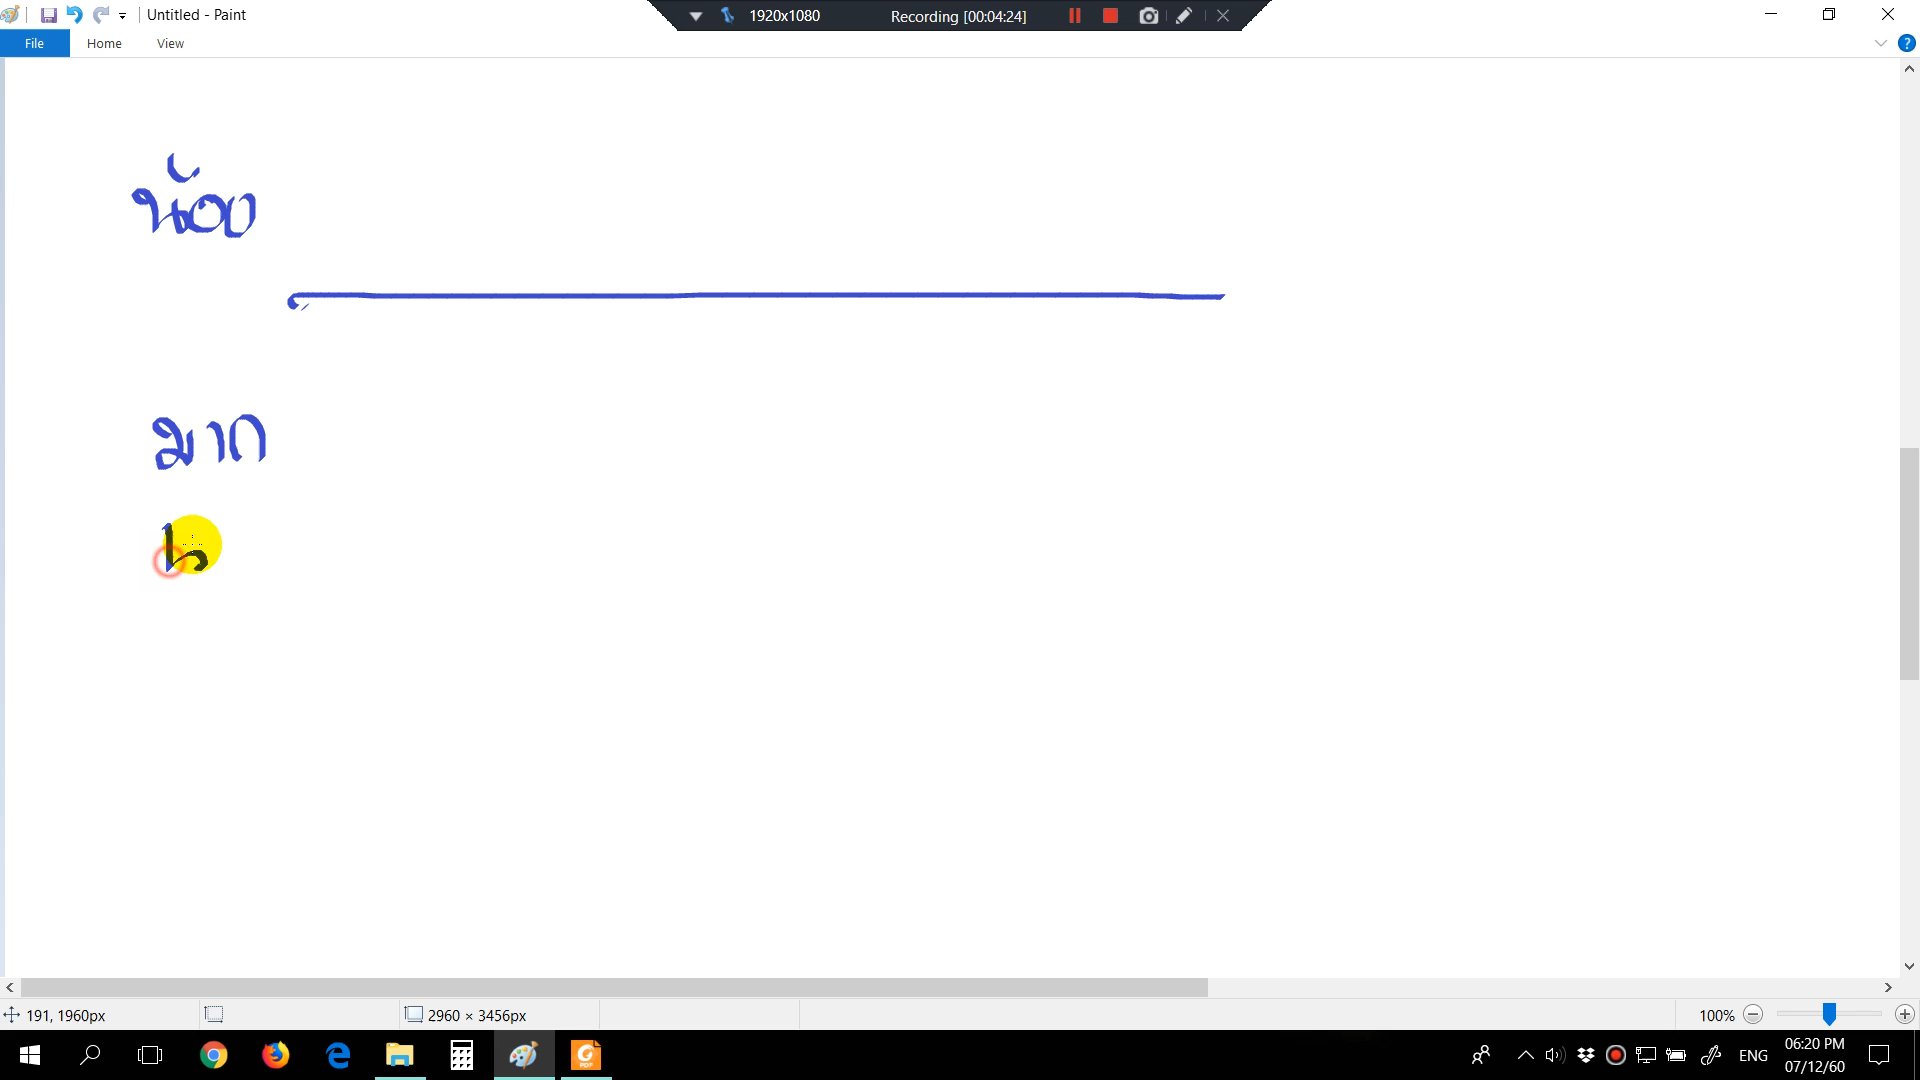 Untitled - Paint
1920x1080
Recording [00:04:24]
File Home View
น้อง
มาก
191, 1960px
2960 × 3456px
100%
ENG
06:20 PM
07/12/60